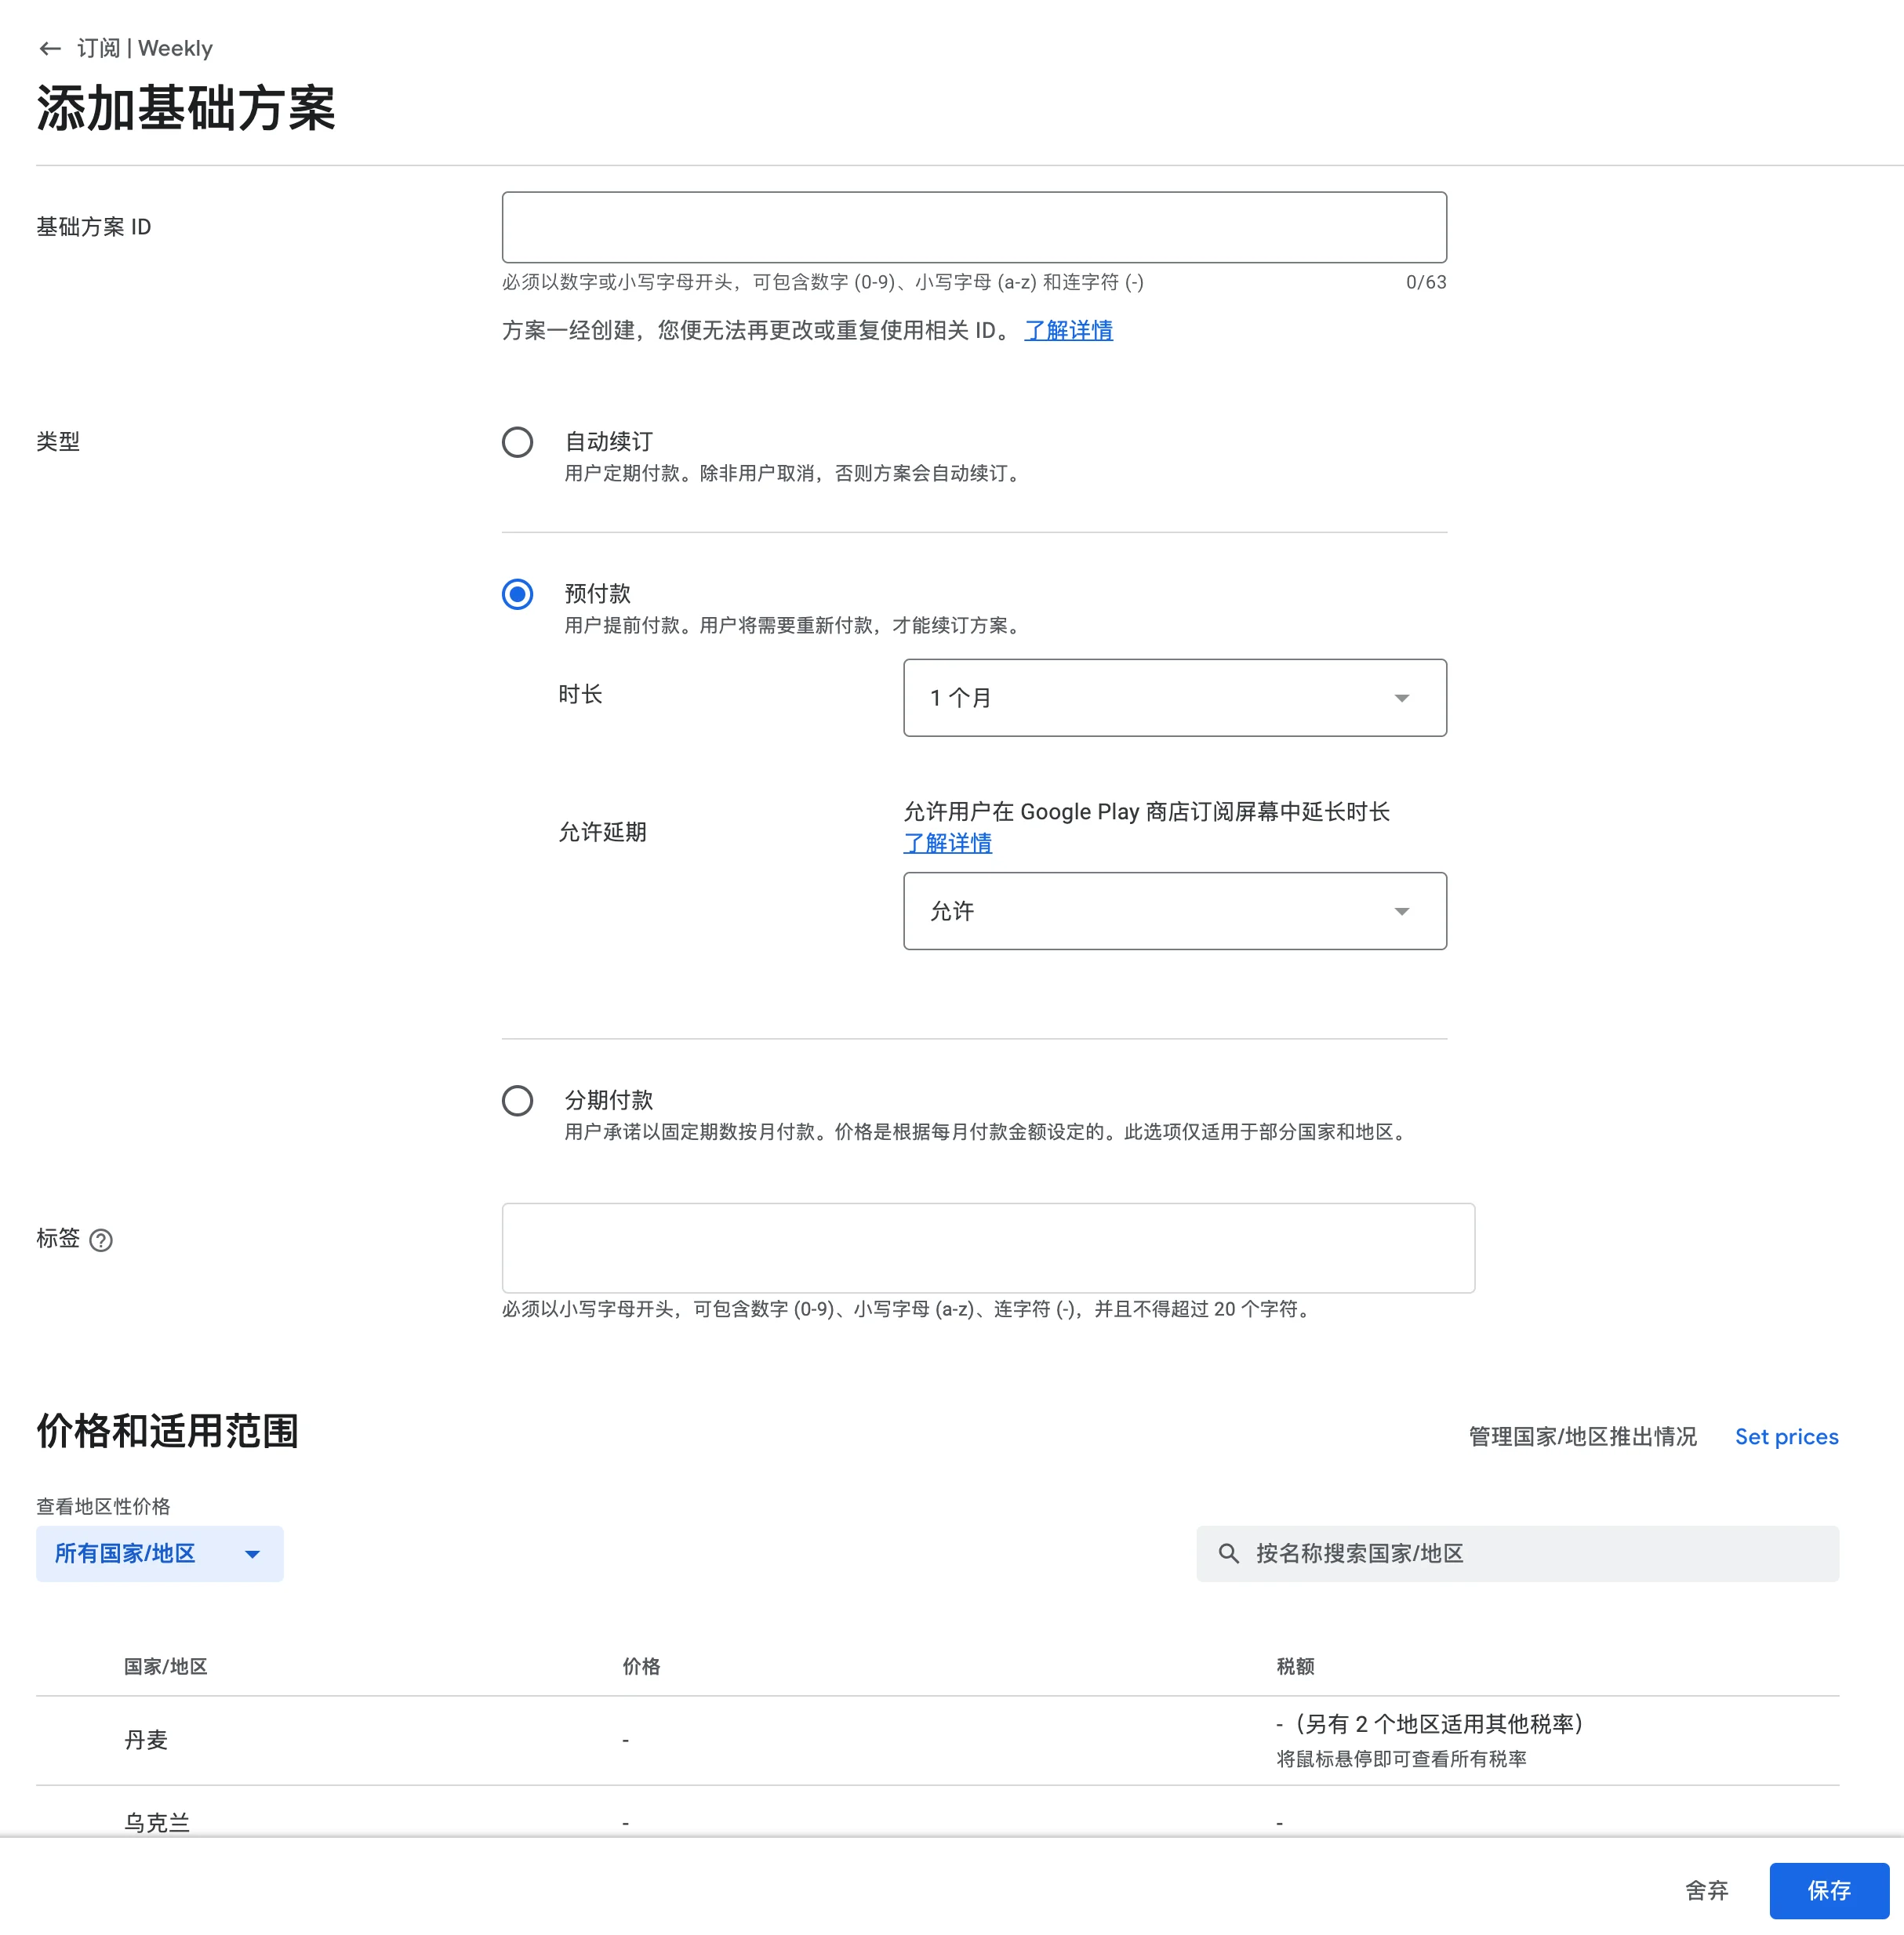 订阅 | Weekly
添加基础方案
基础方案 ID
必须以数字或小写字母开头，可包含数字 (0-9)、小写字母 (a-z) 和连字符 (-)
0/63
方案一经创建，您便无法再更改或重复使用相关 ID。 了解详情
类型
自动续订
用户定期付款。除非用户取消，否则方案会自动续订。
预付款
用户提前付款。用户将需要重新付款，才能续订方案。
时长
1 个月
允许延期
允许用户在 Google Play 商店订阅屏幕中延长时长
了解详情
允许
分期付款
用户承诺以固定期数按月付款。价格是根据每月付款金额设定的。此选项仅适用于部分国家和地区。
标签
必须以小写字母开头，可包含数字 (0-9)、小写字母 (a-z)、连字符 (-)，并且不得超过 20 个字符。
价格和适用范围
管理国家/地区推出情况 Set prices
查看地区性价格
所有国家/地区
按名称搜索国家/地区
国家/地区 价格 税额
丹麦 - -（另有 2 个地区适用其他税率）
将鼠标悬停即可查看所有税率
乌克兰 - -
舍弃 保存